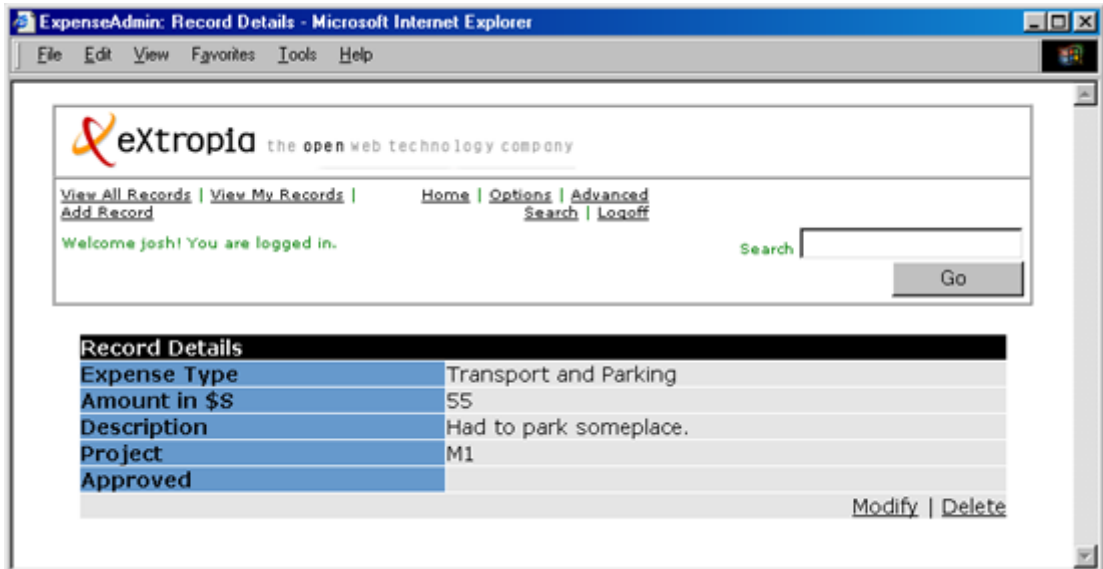 ExpenseAdmin: Record Details - Microsoft Internet Explorer
File Edit View Favorites Tools Help
eXtropia the open web technology company
View All Records | View My Records | Home | Options | Advanced
Add Record Search | Logoff
Welcome josh! You are logged in. Search
Go
Record Details
Expense Type Transport and Parking
Amount in $S 55
Description Had to park someplace.
Project M1
Approved
Modify | Delete